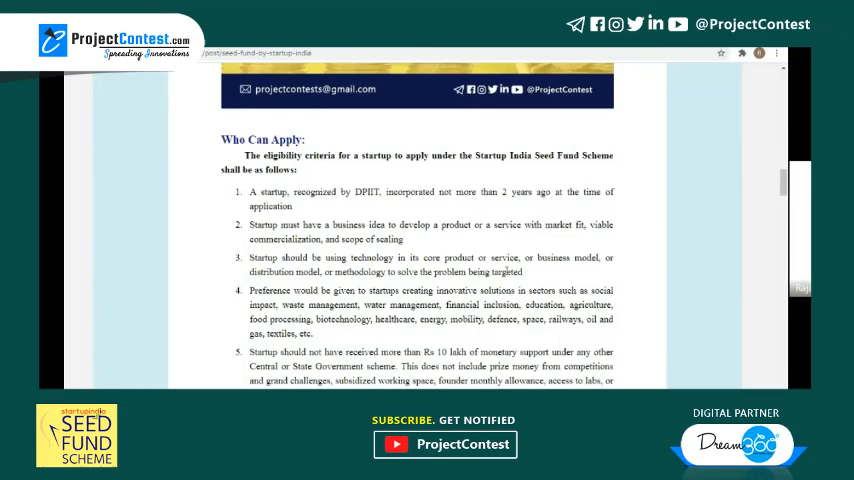 ProjectContest.com
Spreading Innovations
@ProjectContest
/post/seed-fund-by-startup-india
projectcontests@gmail.com
@ProjectContest
Who Can Apply:
The eligibility criteria for a startup to apply under the Startup India Seed Fund Scheme
shall be as follows:
1. A startup, recognized by DPIIT, incorporated not more than 2 years ago at the time of
application
2. Startup must have a business idea to develop a product or a service with market fit, viable
commercialization, and scope of scaling
3. Startup should be using technology in its core product or service, or business model, or
distribution model, or methodology to solve the problem being targeted
4. Preference would be given to startups creating innovative solutions in sectors such as social
impact, waste management, water management, financial inclusion, education, agriculture,
food processing, biotechnology, healthcare, energy, mobility, defence, space, railways, oil and
gas, textiles, etc.
5. Startup should not have received more than Rs 10 lakh of monetary support under any other
Central or State Government scheme. This does not include prize money from competitions
and grand challenges, subsidized working space, founder monthly allowance, access to labs, or
startupindia
SEED
FUND
SCHEME
SUBSCRIBE. GET NOTIFIED
ProjectContest
DIGITAL PARTNER
Dream360